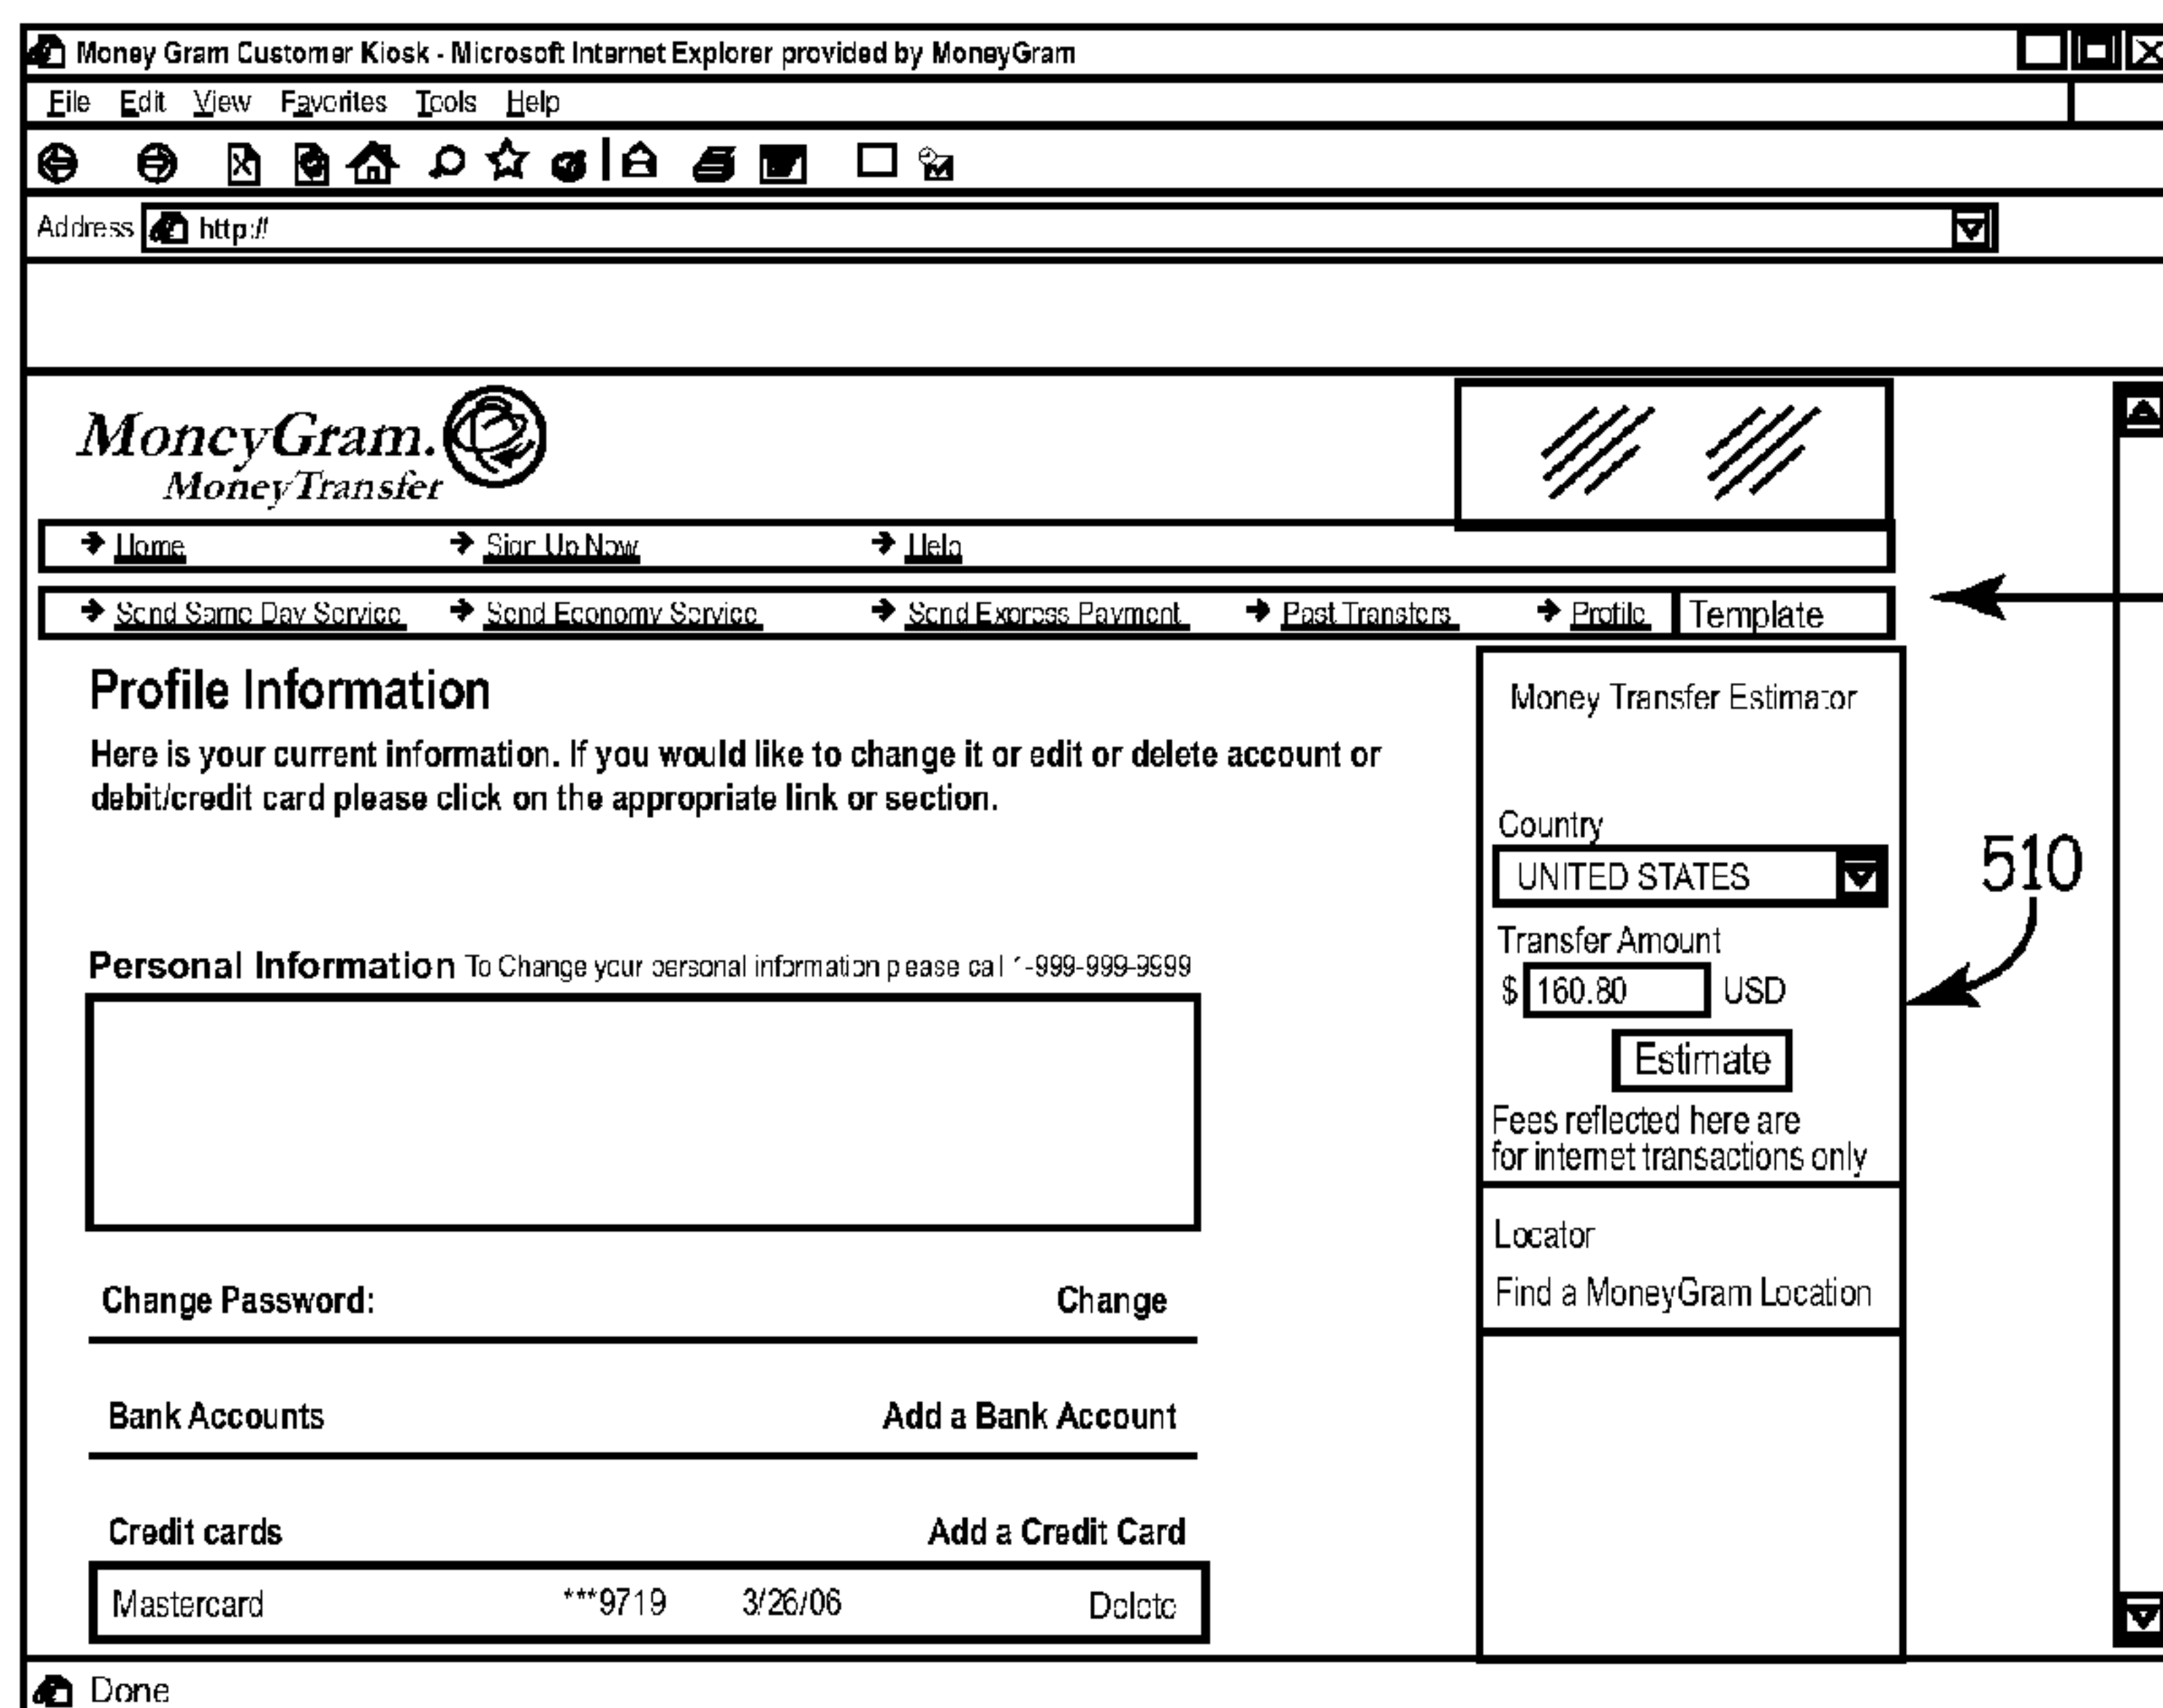 Money Gram Customer Kiosk - Microsoft Internet Explorer provided by MoneyGram
File Edit View Favorites Tools Help
Address http://
MoneyGram.
MoneyTransfer
Home Sign Up Now Help
Send Same Day Service Send Economy Service Send Express Payment Past Transfers Profile Template
Profile Information
Here is your current information. If you would like to change it or edit or delete account or
debit/credit card please click on the appropriate link or section.
Personal Information To Change your personal information please call 1-999-999-9999
Change Password: Change
Bank Accounts Add a Bank Account
Credit cards Add a Credit Card
Mastercard ***9719 3/26/06 Delete
Money Transfer Estimator
Country
UNITED STATES
Transfer Amount
$ 160.80 USD
Estimate
Fees reflected here are
for internet transactions only
Locator
Find a MoneyGram Location
510
Done